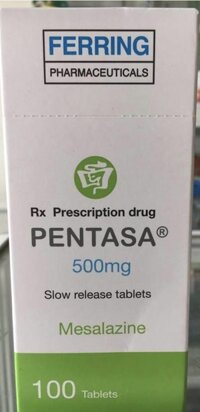 FERRING
PHARMACEUTICALS
Rx Prescription drug
PENTASA®
500mg
Slow release tablets
Mesalazine
100 Tablets